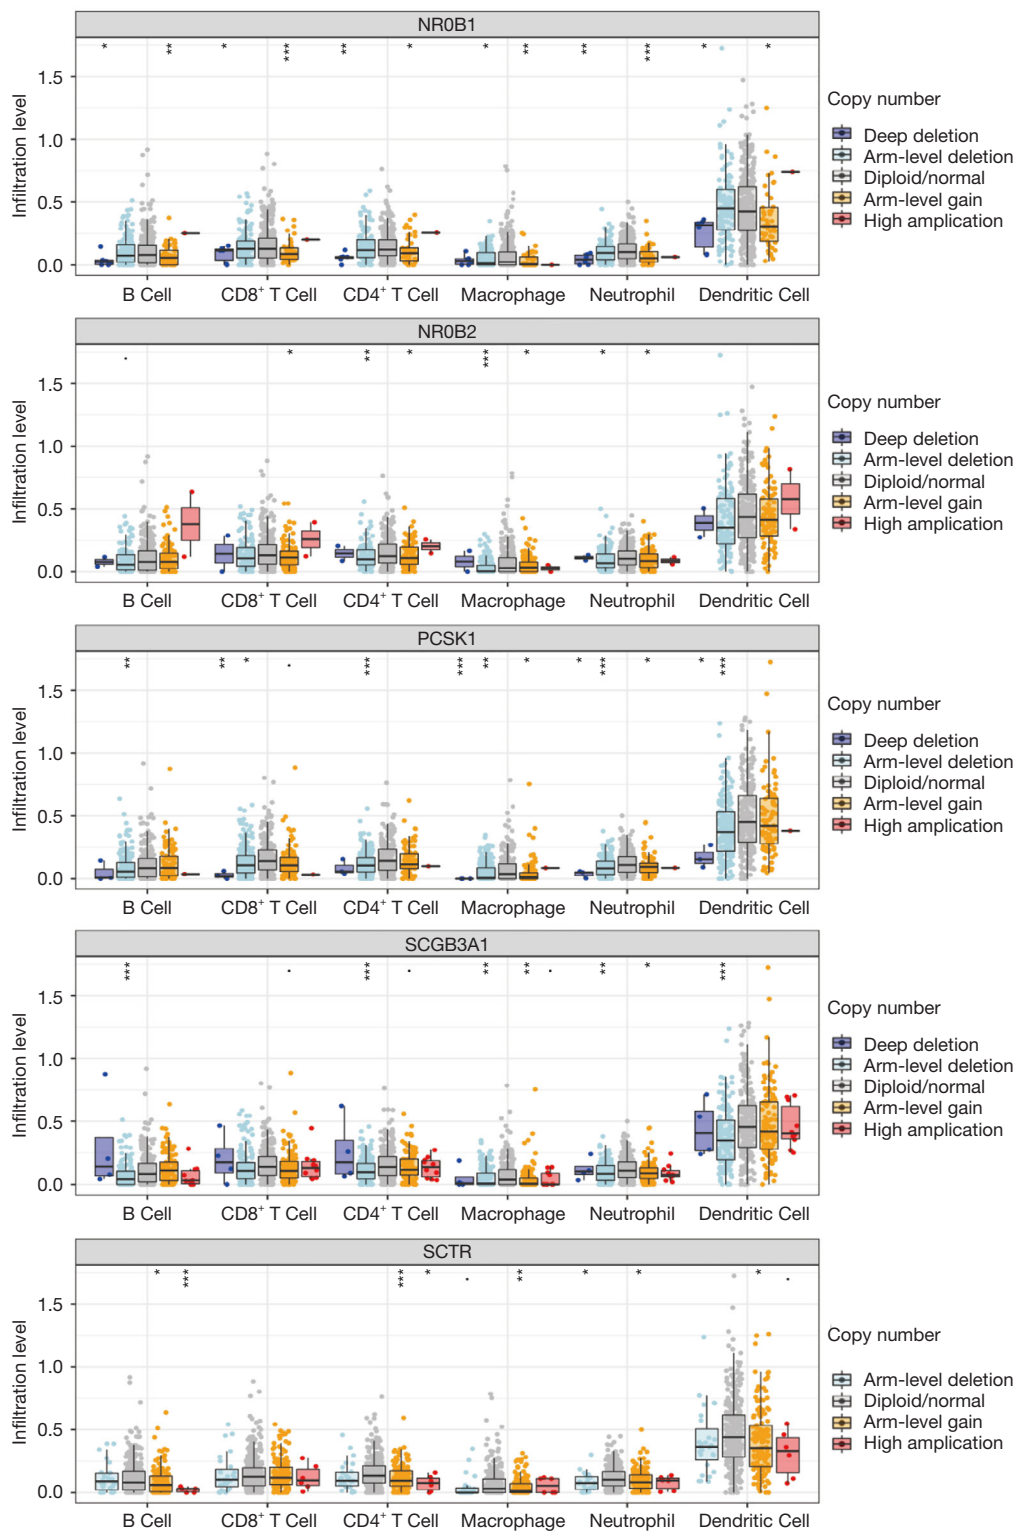 NR0B1
* ** * *** ** * * ** ** *** * *
Infiltration level
1.5
1.0
0.5
0.0
B Cell CD8+ T Cell CD4+ T Cell Macrophage Neutrophil Dendritic Cell
Copy number
Deep deletion
Arm-level deletion
Diploid/normal
Arm-level gain
High amplication
NR0B2
. * ** * *** * * *
Infiltration level
1.5
1.0
0.5
0.0
B Cell CD8+ T Cell CD4+ T Cell Macrophage Neutrophil Dendritic Cell
Copy number
Deep deletion
Arm-level deletion
Diploid/normal
Arm-level gain
High amplication
PCSK1
** ** * . *** *** ** * * *** * * ***
Infiltration level
1.5
1.0
0.5
0.0
B Cell CD8+ T Cell CD4+ T Cell Macrophage Neutrophil Dendritic Cell
Copy number
Deep deletion
Arm-level deletion
Diploid/normal
Arm-level gain
High amplication
SCGB3A1
*** . *** . ** ** . ** * ***
Infiltration level
1.5
1.0
0.5
0.0
B Cell CD8+ T Cell CD4+ T Cell Macrophage Neutrophil Dendritic Cell
Copy number
Deep deletion
Arm-level deletion
Diploid/normal
Arm-level gain
High amplication
SCTR
* *** *** * . ** * * * .
Infiltration level
1.5
1.0
0.5
0.0
B Cell CD8+ T Cell CD4+ T Cell Macrophage Neutrophil Dendritic Cell
Copy number
Arm-level deletion
Diploid/normal
Arm-level gain
High amplication